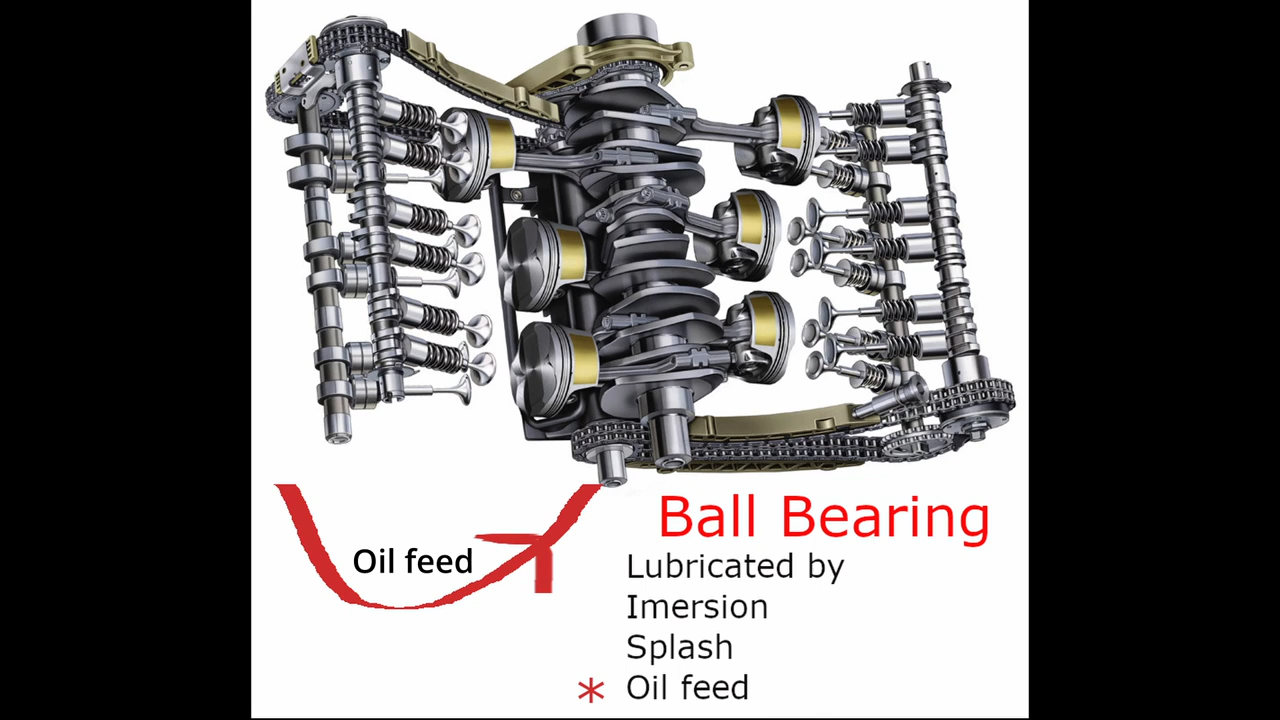 Ball Bearing
Oil feed
Lubricated by
Imersion
Splash
* Oil feed